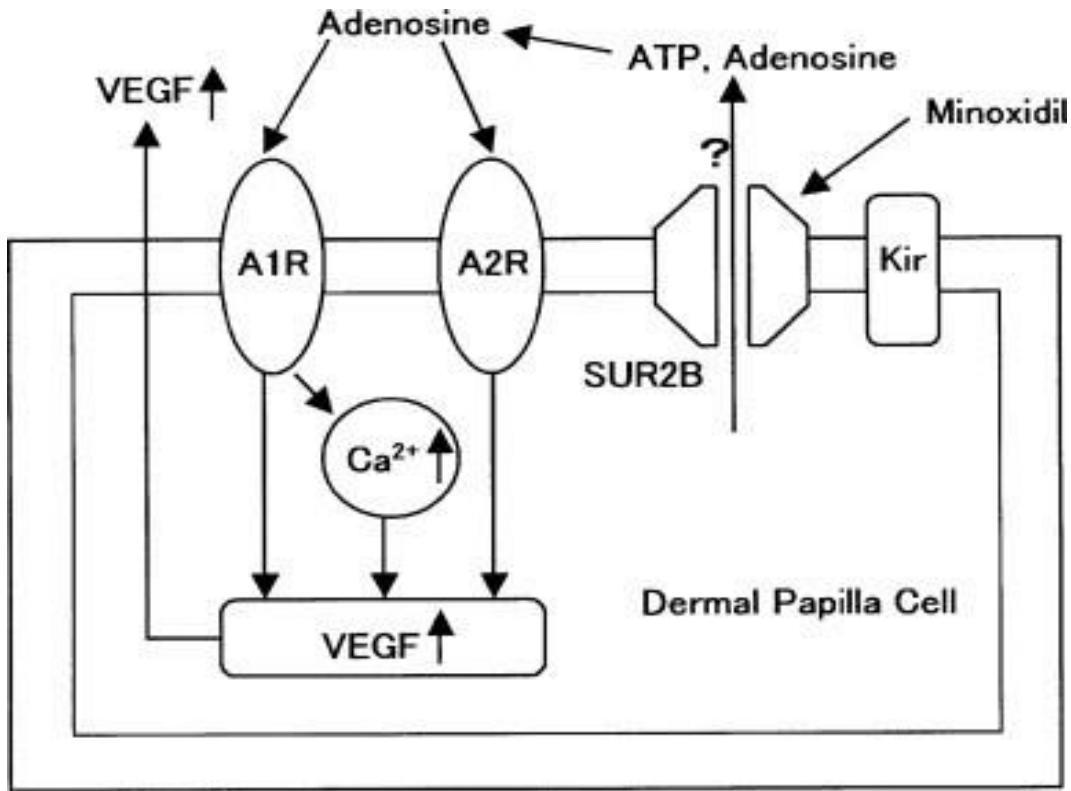 Adenosine
ATP, Adenosine
VEGF
Minoxidil
?
A1R
A2R
Kir
SUR2B
Ca²⁺
Dermal Papilla Cell
VEGF